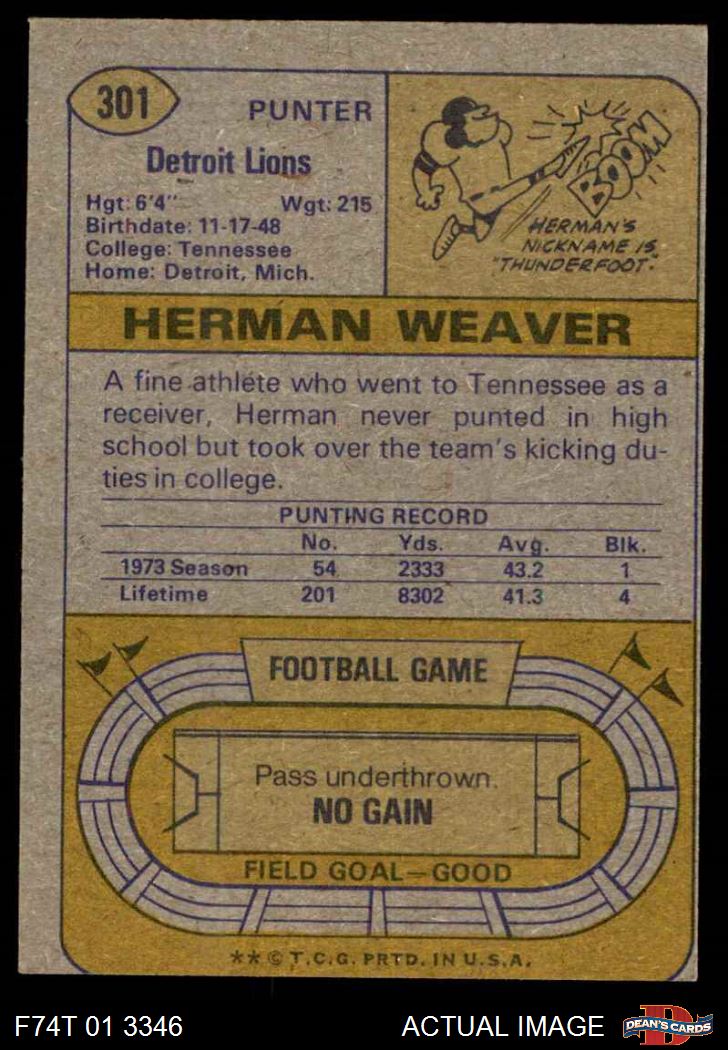 301
PUNTER
Detroit Lions
Hgt: 6'4" Wgt: 215
Birthdate: 11-17-48
College: Tennessee
Home: Detroit, Mich.
BOOM
HERMAN'S
NICKNAME IS
"THUNDERFOOT."
HERMAN WEAVER
A fine athlete who went to Tennessee as a
receiver, Herman never punted in high
school but took over the team's kicking du-
ties in college.
PUNTING RECORD
No. Yds. Avg. Blk.
1973 Season 54 2333 43.2 1
Lifetime 201 8302 41.3 4
FOOTBALL GAME
Pass underthrown.
NO GAIN
FIELD GOAL—GOOD
** © T.C.G. PRTD. IN U.S.A.
F74T 01 3346 ACTUAL IMAGE
D
DEAN'S CARDS